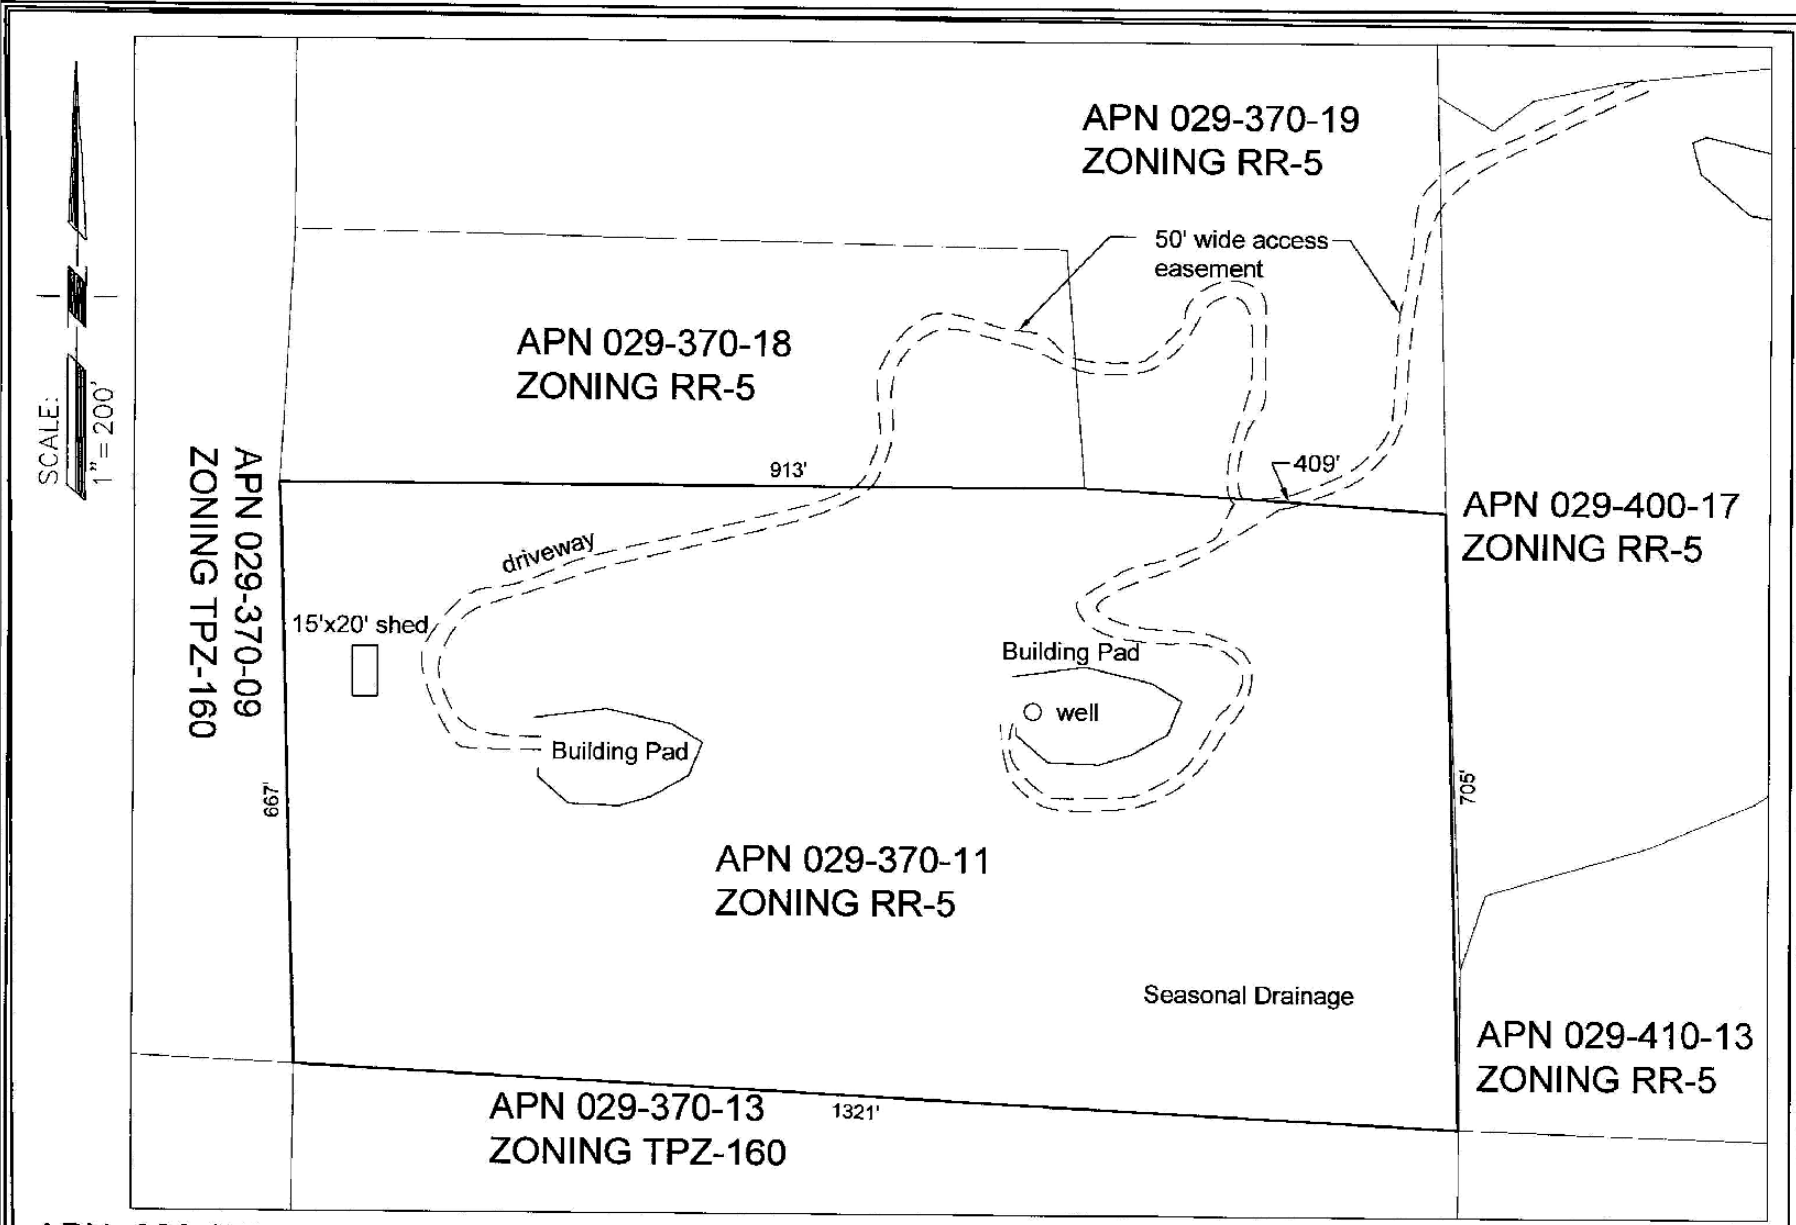 APN 029-370-19
ZONING RR-5
50' wide access
easement
APN 029-370-18
ZONING RR-5
SCALE:
1" = 200'
913'
409'
APN 029-370-09
ZONING TPZ-160
APN 029-400-17
ZONING RR-5
driveway
15'x20' shed
Building Pad
well
Building Pad
667'
705'
APN 029-370-11
ZONING RR-5
Seasonal Drainage
APN 029-410-13
ZONING RR-5
APN 029-370-13
ZONING TPZ-160
1321'